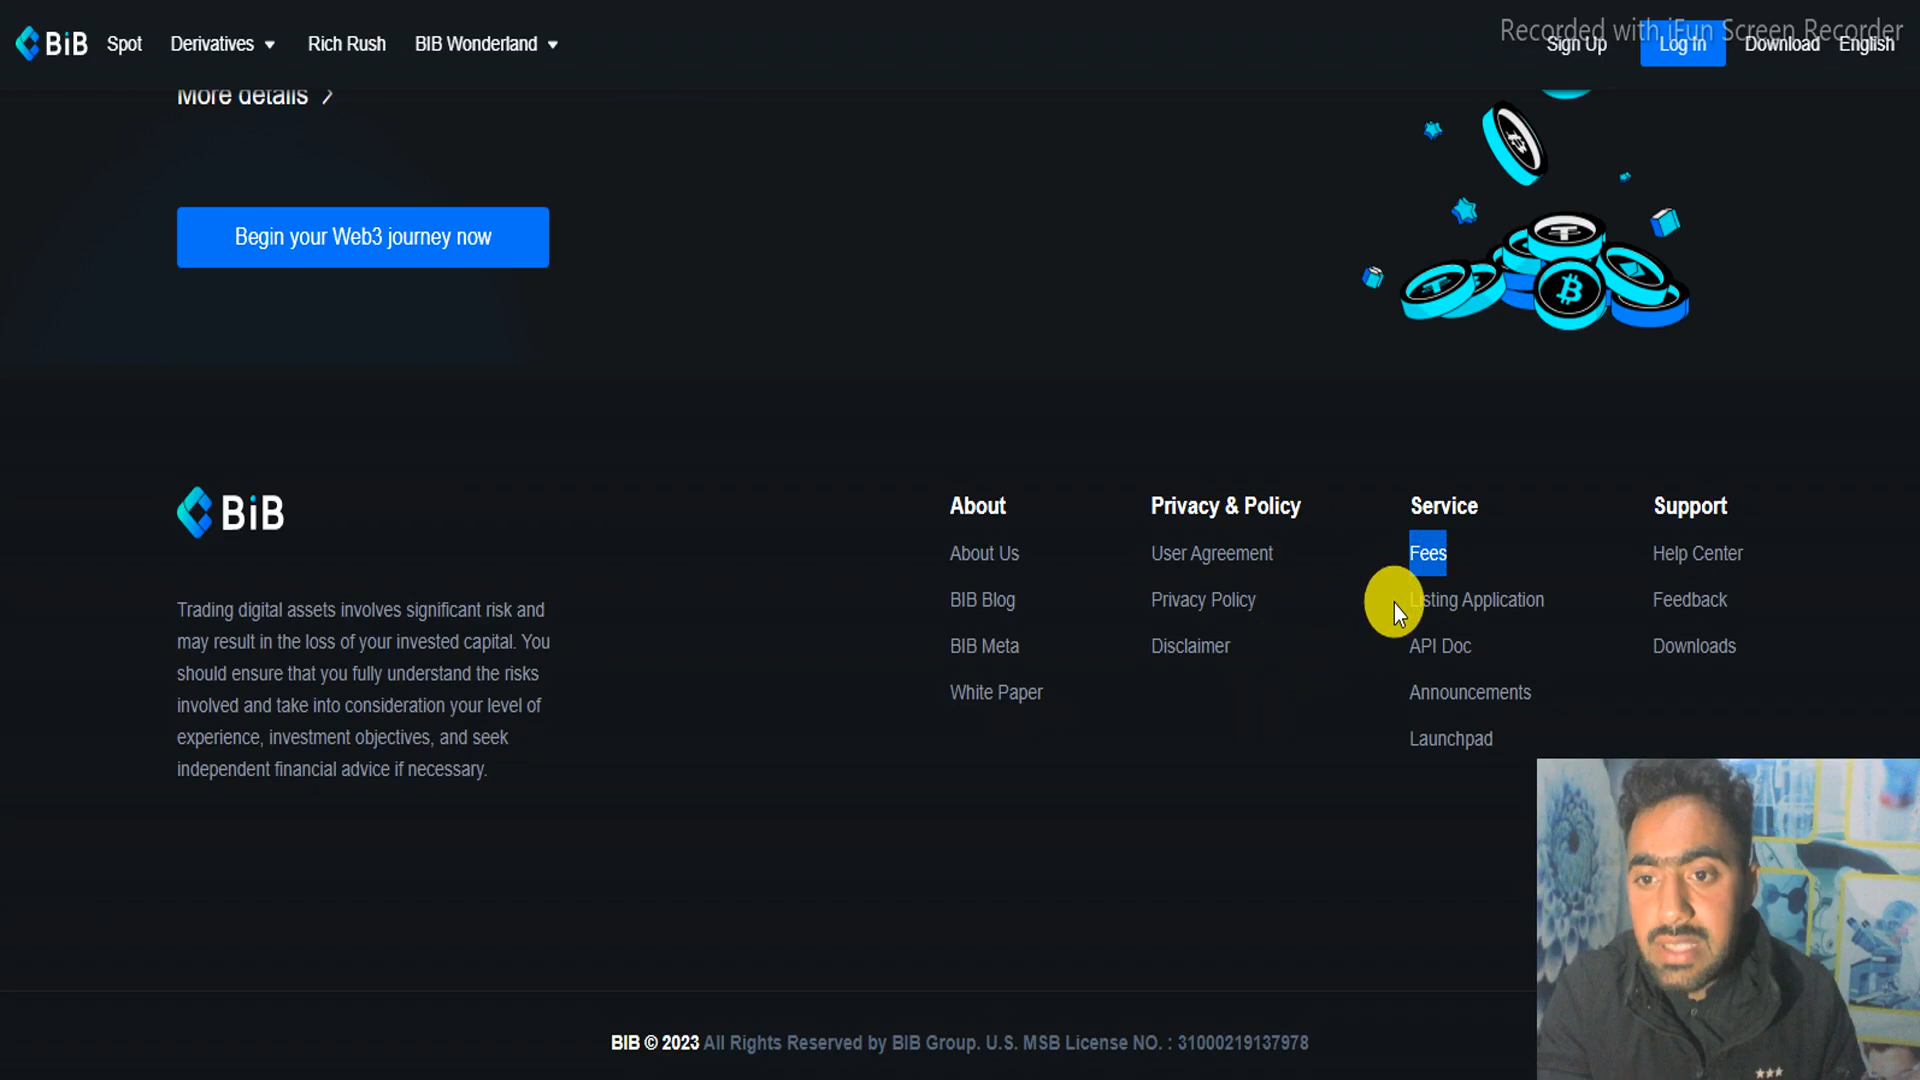 BiB
Spot
Derivatives
Rich Rush
BIB Wonderland
Recorded with iFun Screen Recorder
Sign Up
Log In
Download
English
More details
Begin your Web3 journey now
BiB
Trading digital assets involves significant risk and
may result in the loss of your invested capital. You
should ensure that you fully understand the risks
involved and take into consideration your level of
experience, investment objectives, and seek
independent financial advice if necessary.
About
About Us
BIB Blog
BIB Meta
White Paper
Privacy & Policy
User Agreement
Privacy Policy
Disclaimer
Service
Fees
Listing Application
API Doc
Announcements
Launchpad
Support
Help Center
Feedback
Downloads
BIB © 2023 All Rights Reserved by BIB Group. U.S. MSB License NO. : 31000219137978